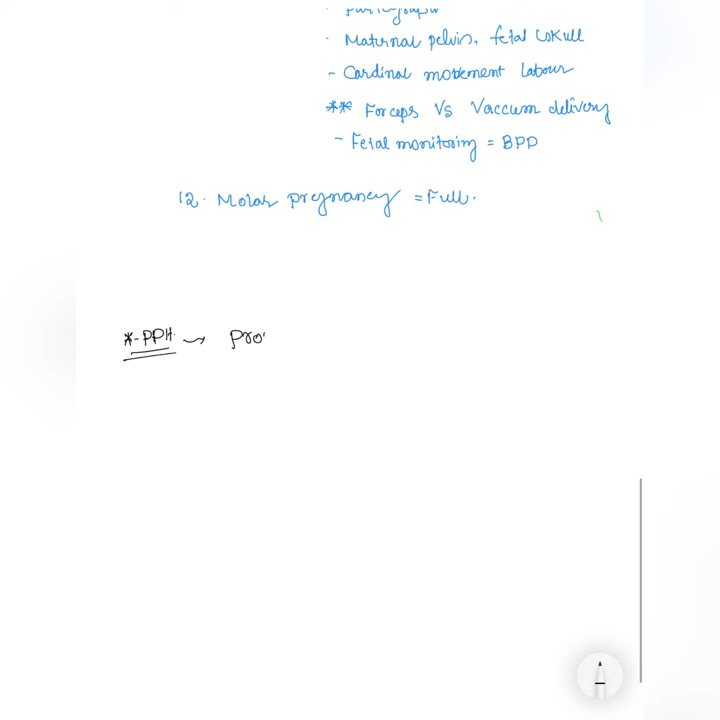 · Maternal pelvis, fetal skull
- Cardinal movement labour
** Forceps Vs Vaccum delivery
- Fetal monitoring = BPD
12. Molar pregnancy = Full.
*-PPH. → Pro